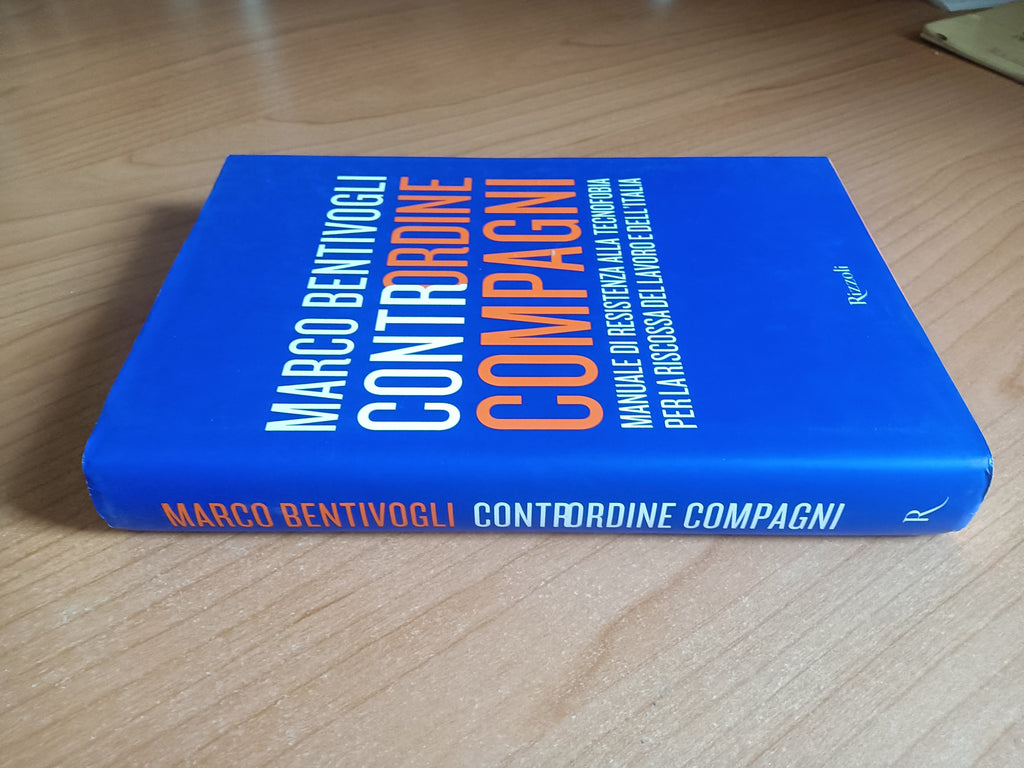 MARCO BENTIVOGLI
CONTRORDINE
COMPAGNI
MANUALE DI RESISTENZA ALLA TECNOFOBIA
PER LA RISCOSSA DEL LAVORO E DELL'ITALIA
Rizzoli
MARCO BENTIVOGLI CONTRORDINE COMPAGNI R